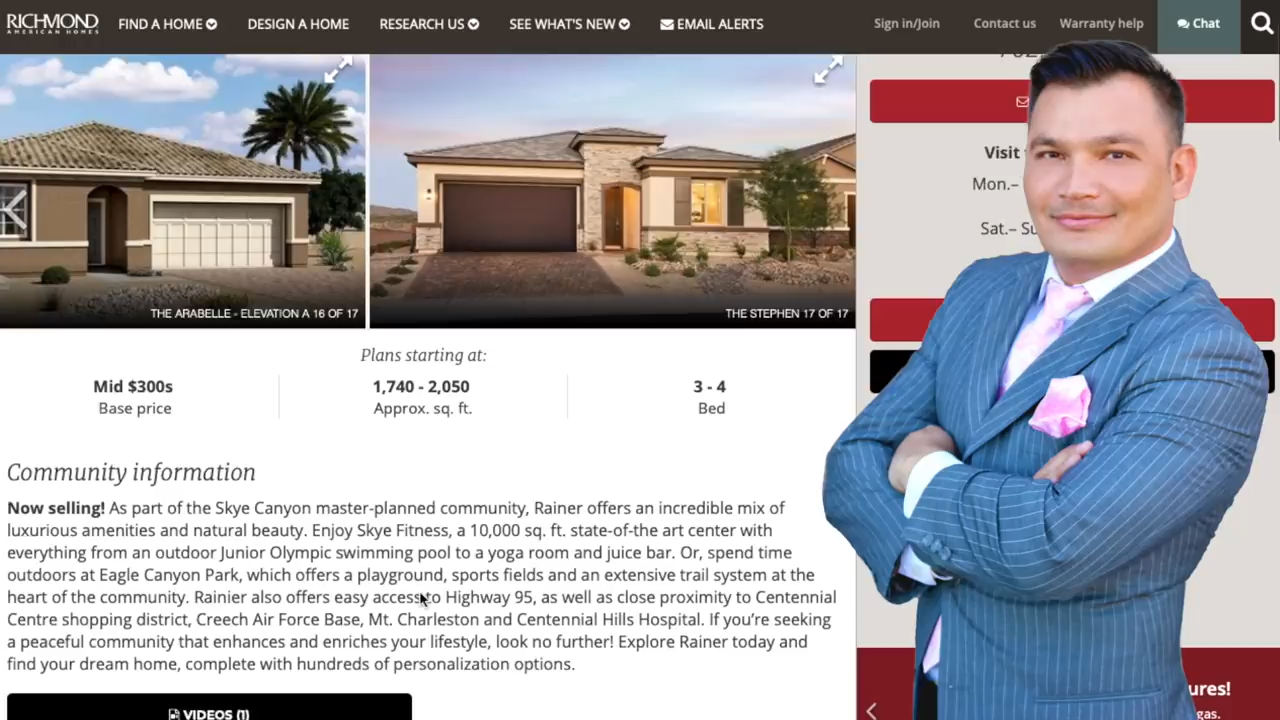 RICHMOND
AMERICAN HOMES
FIND A HOME
DESIGN A HOME
RESEARCH US
SEE WHAT'S NEW
EMAIL ALERTS
Sign in/Join
Contact us
Warranty help
Chat
THE ARABELLE - ELEVATION A 16 OF 17
THE STEPHEN 17 OF 17
Visit
Mon.–
Sat.– Su
Plans starting at:
Mid $300s
Base price
1,740 - 2,050
Approx. sq. ft.
3 - 4
Bed
Community information
Now selling! As part of the Skye Canyon master-planned community, Rainer offers an incredible mix of
luxurious amenities and natural beauty. Enjoy Skye Fitness, a 10,000 sq. ft. state-of-the art center with
everything from an outdoor Junior Olympic swimming pool to a yoga room and juice bar. Or, spend time
outdoors at Eagle Canyon Park, which offers a playground, sports fields and an extensive trail system at the
heart of the community. Rainier also offers easy access to Highway 95, as well as close proximity to Centennial
Centre shopping district, Creech Air Force Base, Mt. Charleston and Centennial Hills Hospital. If you're seeking
a peaceful community that enhances and enriches your lifestyle, look no further! Explore Rainer today and
find your dream home, complete with hundreds of personalization options.
VIDEOS (1)
ures!
gas.